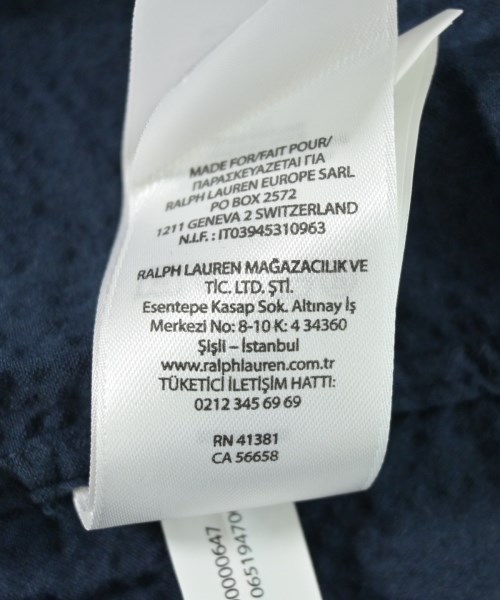 MADE FOR/FAIT POUR/
ΠΑΡΑΣΚΕΥΑΖΕΤΑΙ ΓΙΑ
RALPH LAUREN EUROPE SARL
PO BOX 2572
1211 GENEVA 2 SWITZERLAND
N.I.F. : IT03945310963
RALPH LAUREN MAĞAZACILIK VE
TİC. LTD. ŞTİ.
Esentepe Kasap Sok. Altınay İş
Merkezi No: 8-10 K: 4 34360
Şişli – İstanbul
www.ralphlauren.com.tr
TÜKETİCİ İLETİŞİM HATTI:
0212 345 69 69
RN 41381
CA 56658